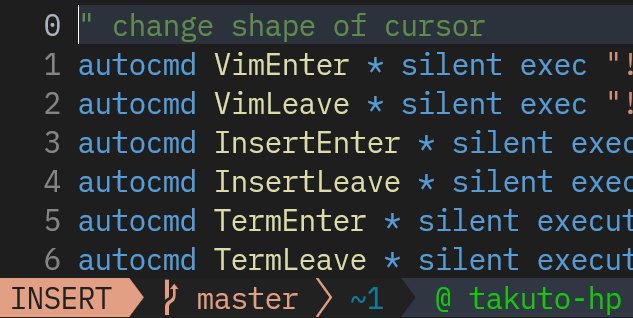 0 " change shape of cursor
1 autocmd VimEnter * silent exec "!
2 autocmd VimLeave * silent exec "!
3 autocmd InsertEnter * silent exec
4 autocmd InsertLeave * silent exec
5 autocmd TermEnter * silent execut
6 autocmd TermLeave * silent execut
INSERT master ~1 @ takuto-hp